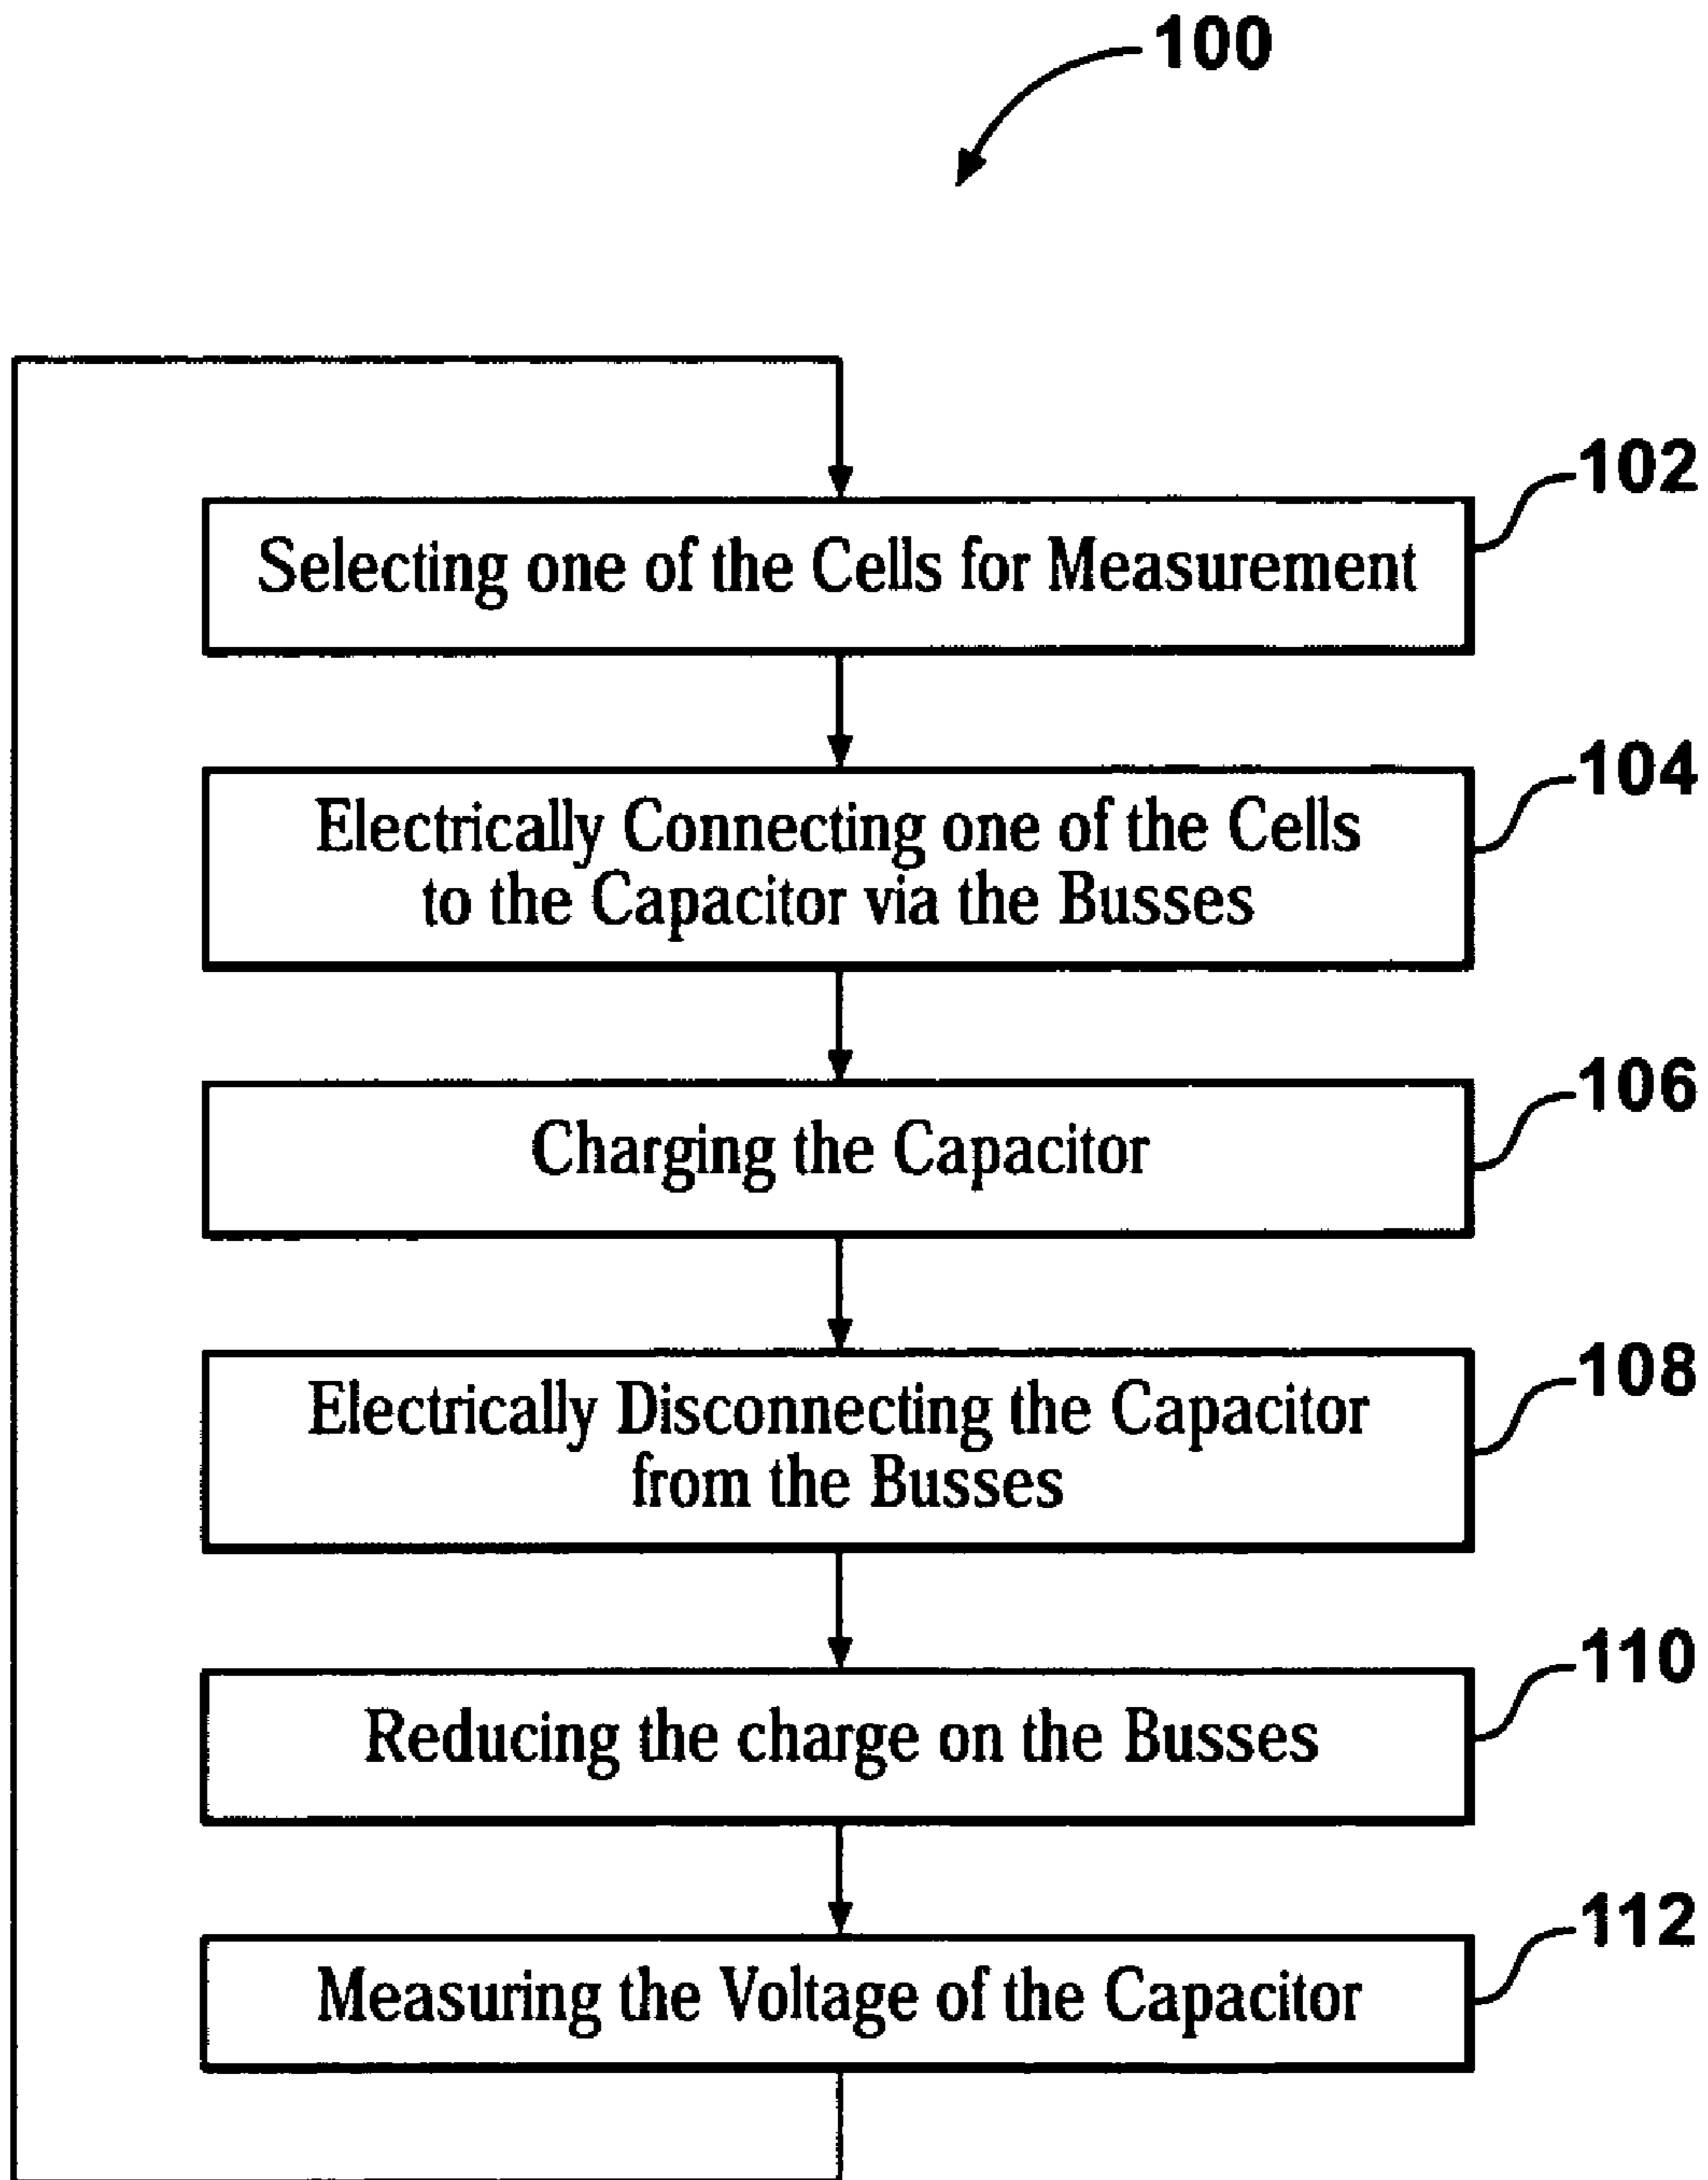 100
102
Selecting one of the Cells for Measurement
104
Electrically Connecting one of the Cells
to the Capacitor via the Busses
106
Charging the Capacitor
108
Electrically Disconnecting the Capacitor
from the Busses
110
Reducing the charge on the Busses
112
Measuring the Voltage of the Capacitor